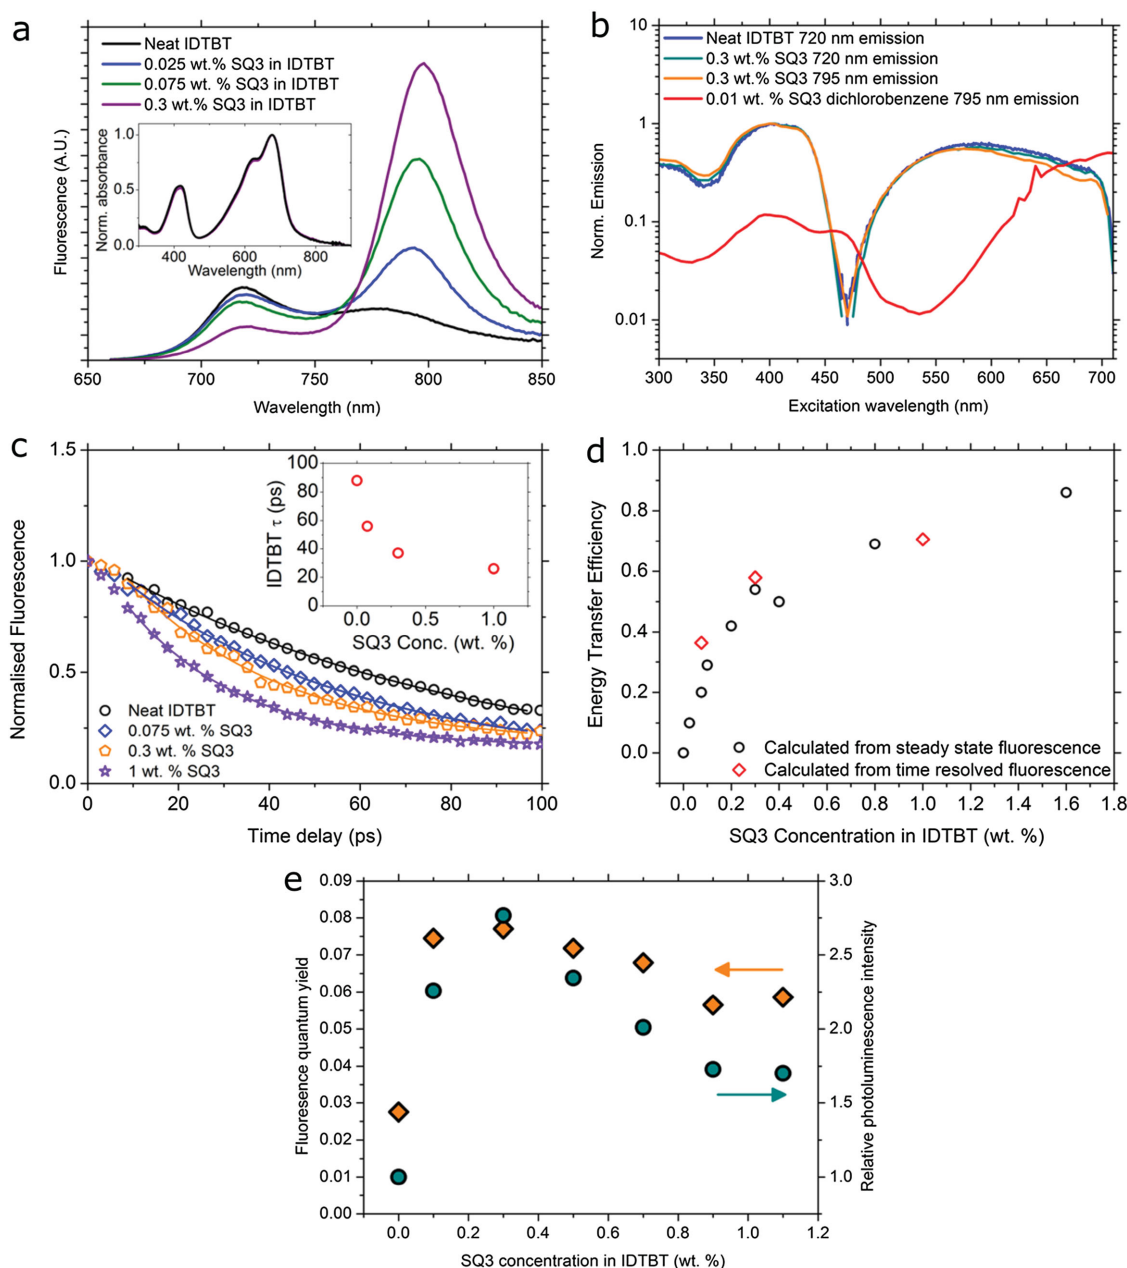 a
Neat IDTBT
0.025 wt.% SQ3 in IDTBT
0.075 wt.% SQ3 in IDTBT
0.3 wt.% SQ3 in IDTBT
Fluorescence (A.U.)
Norm. absorbance
1.0
0.5
0.0
400 600 800
Wavelength (nm)
650 700 750 800 850
Wavelength (nm)
b
Neat IDTBT 720 nm emission
0.3 wt.% SQ3 720 nm emission
0.3 wt.% SQ3 795 nm emission
0.01 wt. % SQ3 dichlorobenzene 795 nm emission
Norm. Emission
10
1
0.1
0.01
300 350 400 450 500 550 600 650 700
Excitation wavelength (nm)
c
Normalised Fluorescence
1.5
1.0
0.5
0.0
IDTBT τ (ps)
100
80
60
40
20
0
0.0 0.5 1.0
SQ3 Conc. (wt. %)
Neat IDTBT
0.075 wt. % SQ3
0.3 wt. % SQ3
1 wt. % SQ3
0 20 40 60 80 100
Time delay (ps)
d
Energy Transfer Efficiency
1.0
0.8
0.6
0.4
0.2
0.0
Calculated from steady state fluorescence
Calculated from time resolved fluorescence
0.0 0.2 0.4 0.6 0.8 1.0 1.2 1.4 1.6 1.8
SQ3 Concentration in IDTBT (wt. %)
e
Fluoresence quantum yield
0.09
0.08
0.07
0.06
0.05
0.04
0.03
0.02
0.01
0.00
3.0
2.5
2.0
1.5
1.0
Relative photoluminescence intensity
0.0 0.2 0.4 0.6 0.8 1.0 1.2
SQ3 concentration in IDTBT (wt. %)